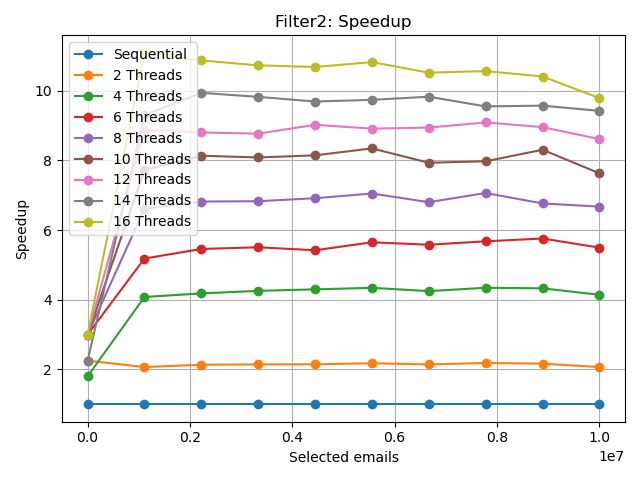 Filter2: Speedup
Sequential
2 Threads
4 Threads
6 Threads
8 Threads
10 Threads
12 Threads
14 Threads
16 Threads
Speedup
10
8
6
4
2
0.0 0.2 0.4 0.6 0.8 1.0
1e7
Selected emails